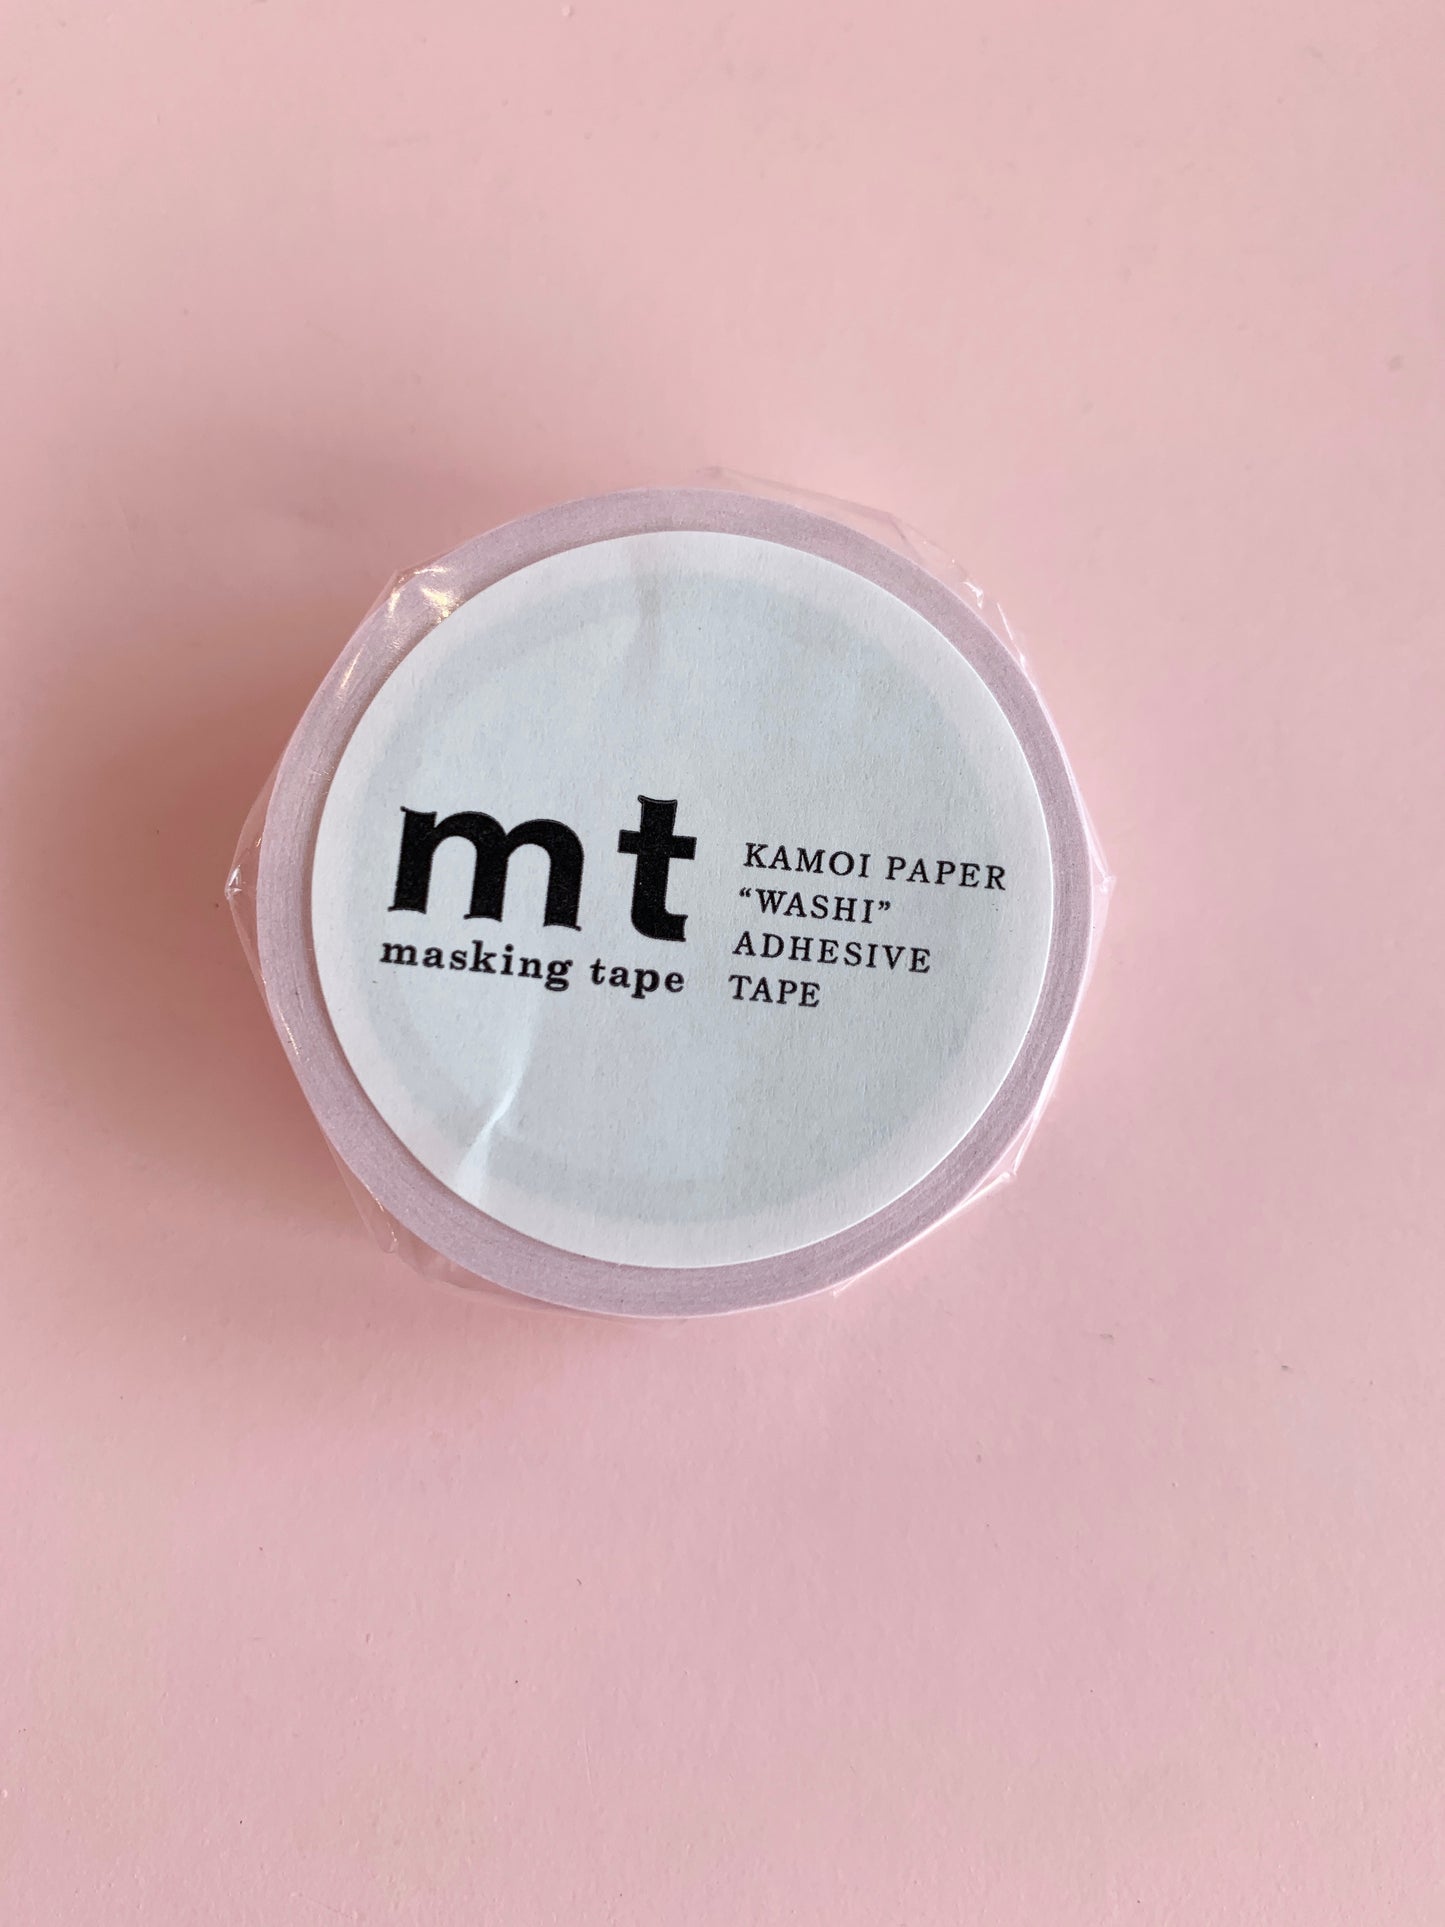 mt
masking tape
KAMOI PAPER
“WASHI”
ADHESIVE
TAPE